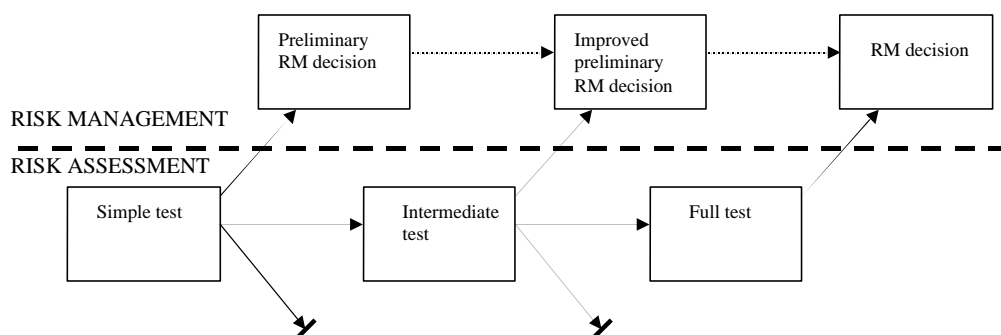 Preliminary
RM decision
Improved
preliminary
RM decision
RM decision
RISK MANAGEMENT
RISK ASSESSMENT
Simple test
Intermediate
test
Full test